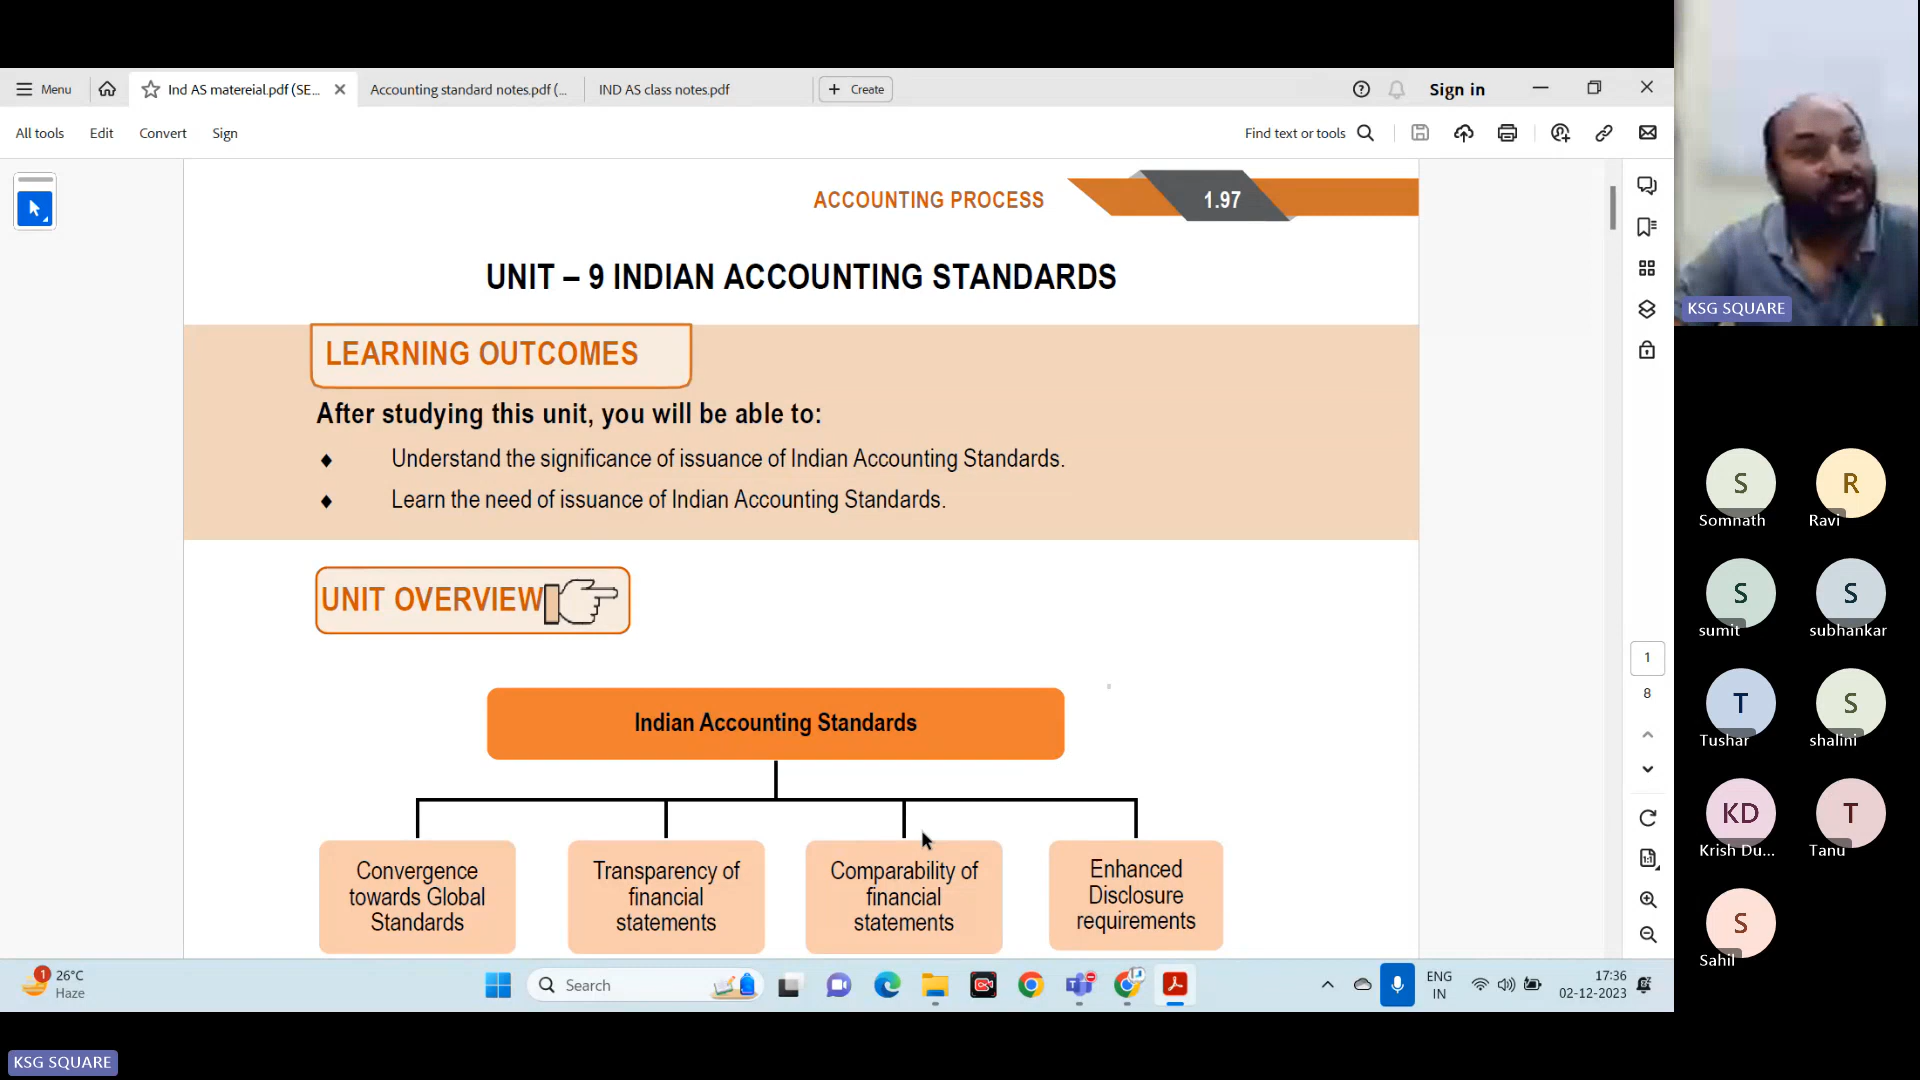 Menu
Ind AS matereial.pdf (SE...
Accounting standard notes.pdf (...
IND AS class notes.pdf
Create
Sign in
All tools
Edit
Convert
Sign
Find text or tools
ACCOUNTING PROCESS
1.97
UNIT – 9 INDIAN ACCOUNTING STANDARDS
LEARNING OUTCOMES
After studying this unit, you will be able to:
Understand the significance of issuance of Indian Accounting Standards.
Learn the need of issuance of Indian Accounting Standards.
UNIT OVERVIEW
Indian Accounting Standards
Convergence
towards Global
Standards
Transparency of
financial
statements
Comparability of
financial
statements
Enhanced
Disclosure
requirements
1
8
1
26°C
Haze
Search
ENG
IN
17:36
02-12-2023
KSG SQUARE
S
Somnath
R
Ravi
S
sumit
S
subhankar
T
Tushar
S
shalini
KD
Krish Du...
T
Tanu
S
Sahil
KSG SQUARE